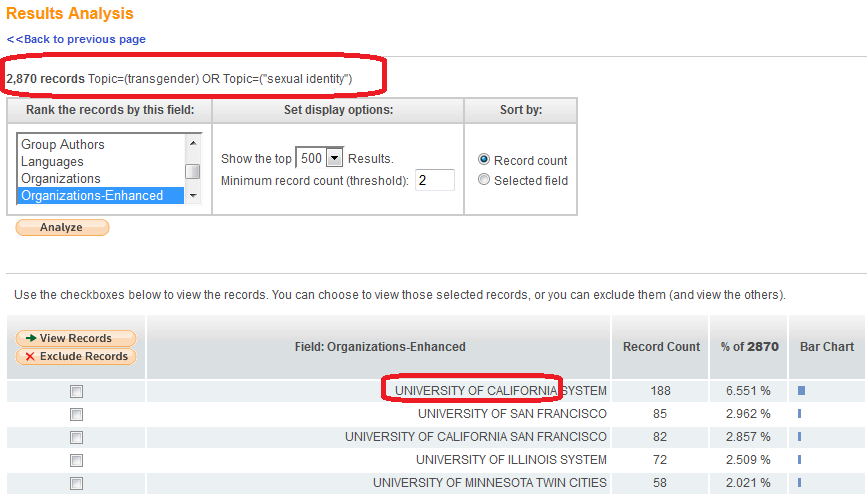 Results Analysis
<<Back to previous page
2,870 records Topic=(transgender) OR Topic=("sexual identity")
Rank the records by this field: Set display options: Sort by:
Group Authors
Languages
Organizations
Organizations-Enhanced
Show the top 500 Results.
Minimum record count (threshold): 2
Record count
Selected field
Analyze
Use the checkboxes below to view the records. You can choose to view those selected records, or you can exclude them (and view the others).
View Records
Exclude Records
Field: Organizations-Enhanced Record Count % of 2870 Bar Chart
UNIVERSITY OF CALIFORNIA SYSTEM 188 6.551 %
UNIVERSITY OF SAN FRANCISCO 85 2.962 %
UNIVERSITY OF CALIFORNIA SAN FRANCISCO 82 2.857 %
UNIVERSITY OF ILLINOIS SYSTEM 72 2.509 %
UNIVERSITY OF MINNESOTA TWIN CITIES 58 2.021 %